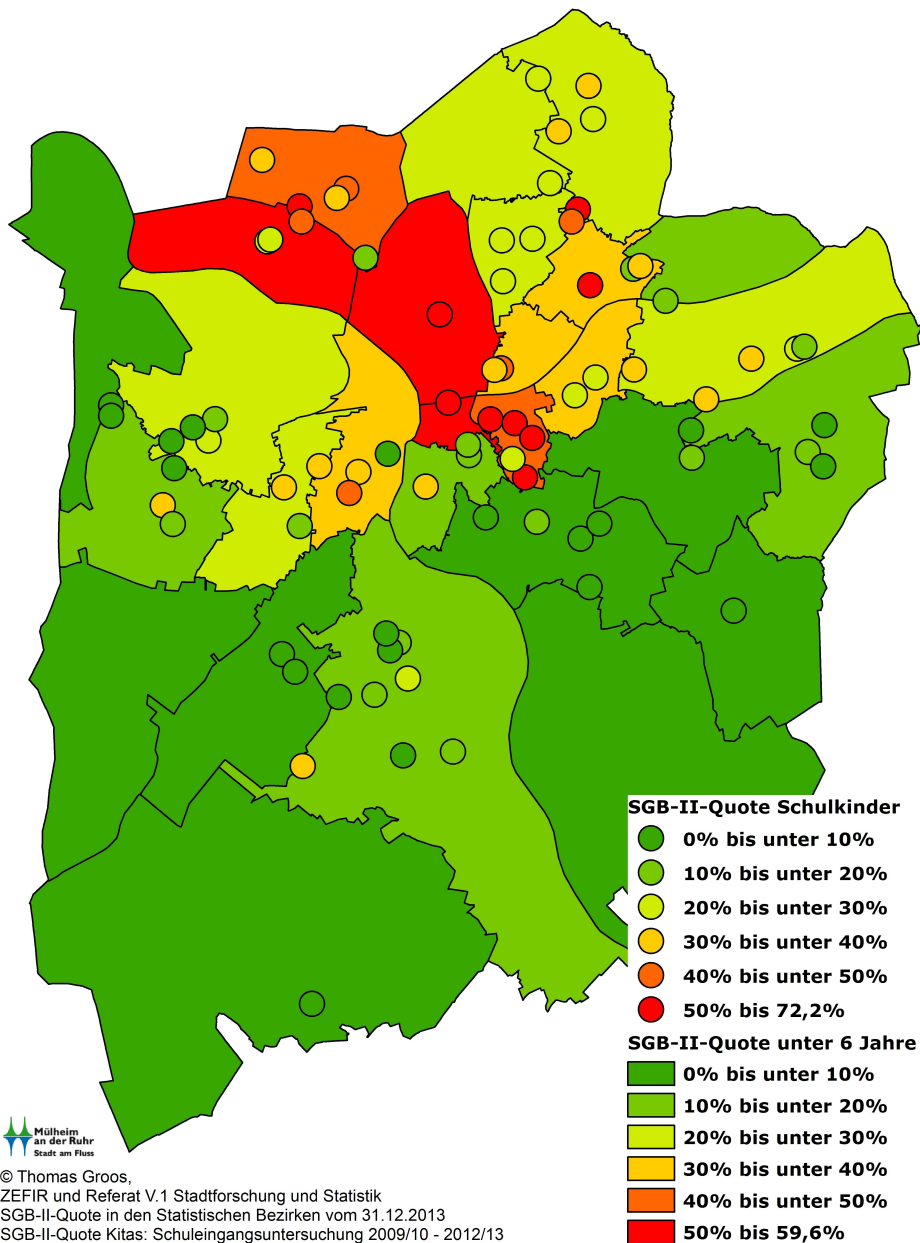 SGB-II-Quote Schulkinder
0% bis unter 10%
10% bis unter 20%
20% bis unter 30%
30% bis unter 40%
40% bis unter 50%
50% bis 72,2%
SGB-II-Quote unter 6 Jahre
0% bis unter 10%
10% bis unter 20%
20% bis unter 30%
30% bis unter 40%
40% bis unter 50%
50% bis 59,6%
Mülheim
an der Ruhr
Stadt am Fluss
© Thomas Groos,
ZEFIR und Referat V.1 Stadtforschung und Statistik
SGB-II-Quote in den Statistischen Bezirken vom 31.12.2013
SGB-II-Quote Kitas: Schuleingangsuntersuchung 2009/10 - 2012/13